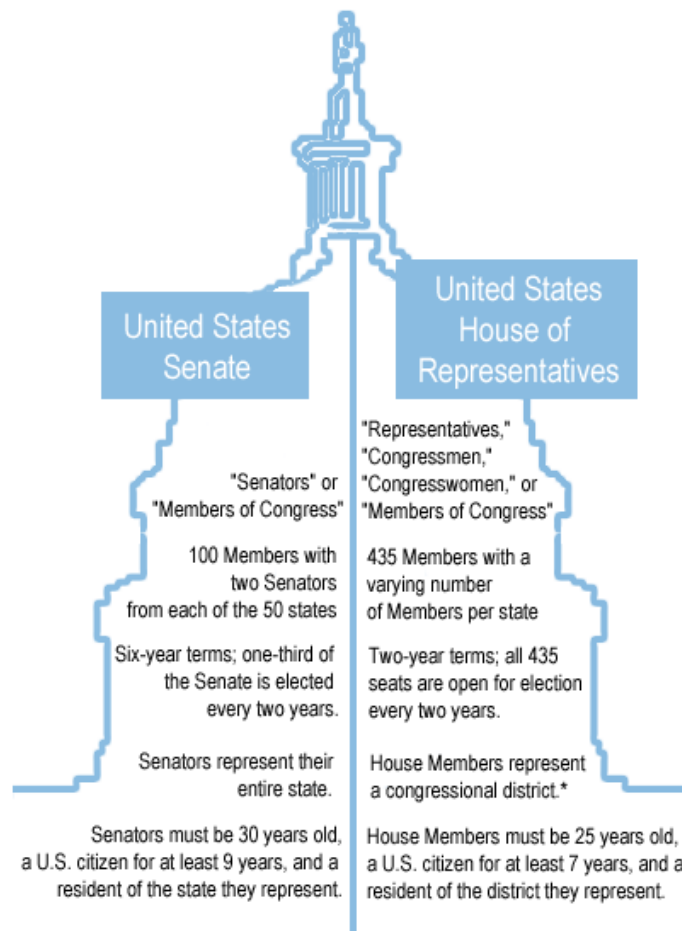 United States
Senate
United States
House of
Representatives
"Senators" or
"Members of Congress"
100 Members with
two Senators
from each of the 50 states
Six-year terms; one-third of
the Senate is elected
every two years.
Senators represent their
entire state.
Senators must be 30 years old,
a U.S. citizen for at least 9 years, and a
resident of the state they represent.
"Representatives,"
"Congressmen,"
"Congresswomen," or
"Members of Congress"
435 Members with a
varying number
of Members per state
Two-year terms; all 435
seats are open for election
every two years.
House Members represent
a congressional district.*
House Members must be 25 years old,
a U.S. citizen for at least 7 years, and a
resident of the district they represent.